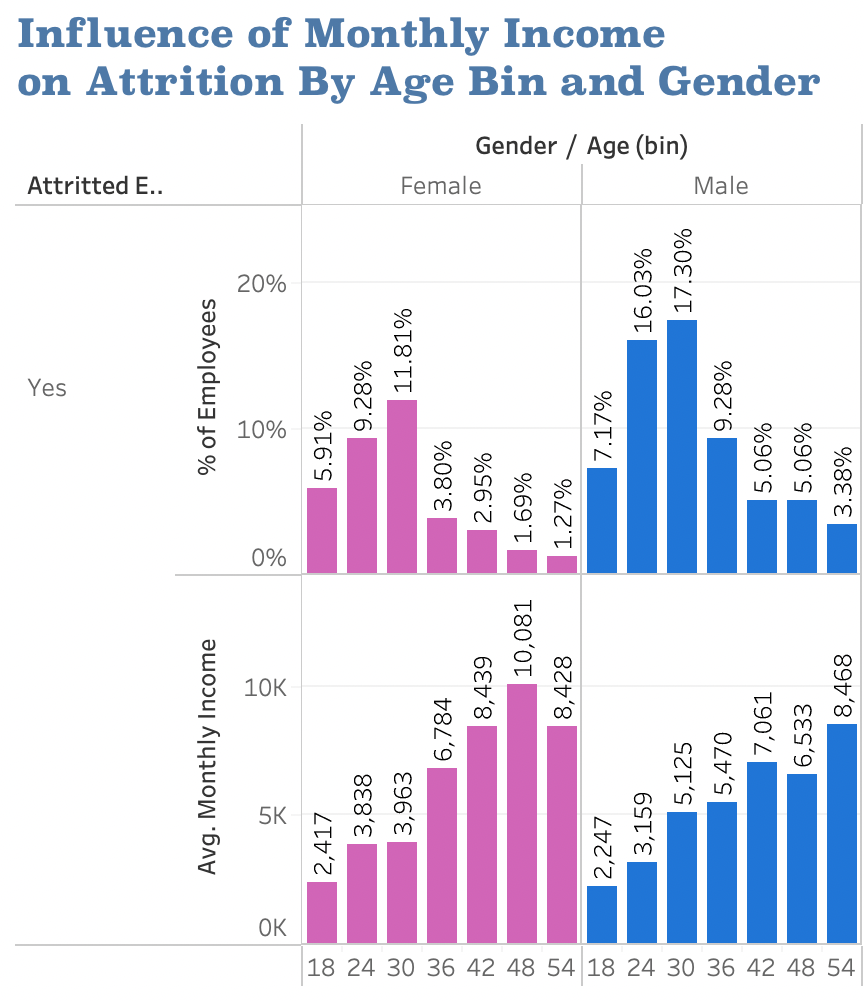 Influence of Monthly Income
on Attrition By Age Bin and Gender
Gender / Age (bin)
Attritted E..
Female
Male
Yes
% of Employees
20%
10%
0%
5.91%
9.28%
11.81%
3.80%
2.95%
1.69%
1.27%
7.17%
16.03%
17.30%
9.28%
5.06%
5.06%
3.38%
Avg. Monthly Income
10K
5K
0K
2,417
3,838
3,963
6,784
8,439
10,081
8,428
2,247
3,159
5,125
5,470
7,061
6,533
8,468
18 24 30 36 42 48 54 18 24 30 36 42 48 54